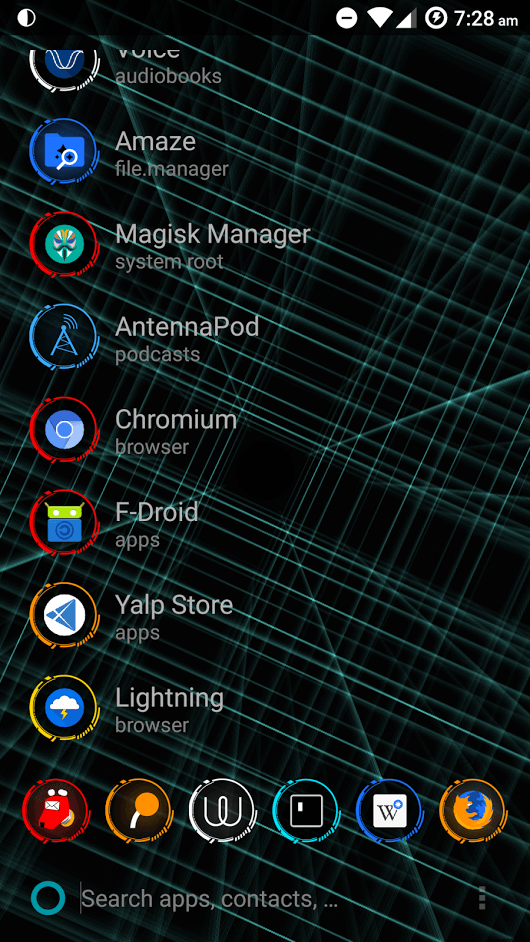 7:28 am
Voice
audiobooks
Amaze
file.manager
Magisk Manager
system root
AntennaPod
podcasts
Chromium
browser
F-Droid
apps
Yalp Store
apps
Lightning
browser
W
Search apps, contacts, ...